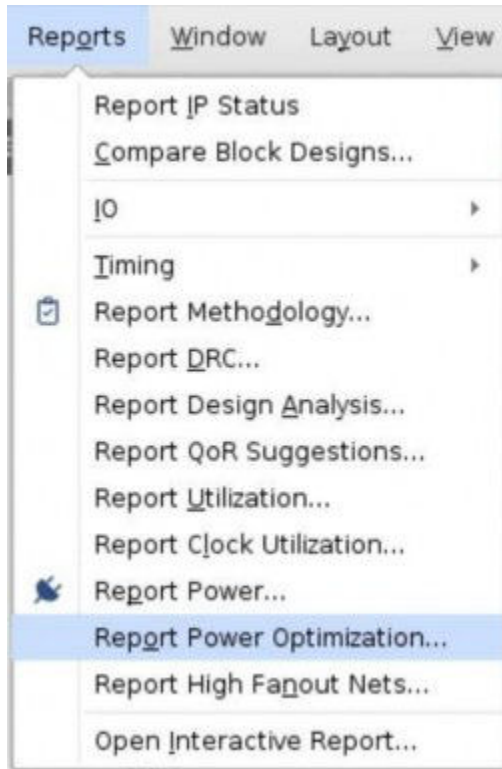 Reports Window Layout View
Report IP Status
Compare Block Designs...
IO
Timing
Report Methodology...
Report DRC...
Report Design Analysis...
Report QoR Suggestions...
Report Utilization...
Report Clock Utilization...
Report Power...
Report Power Optimization...
Report High Fanout Nets...
Open Interactive Report...